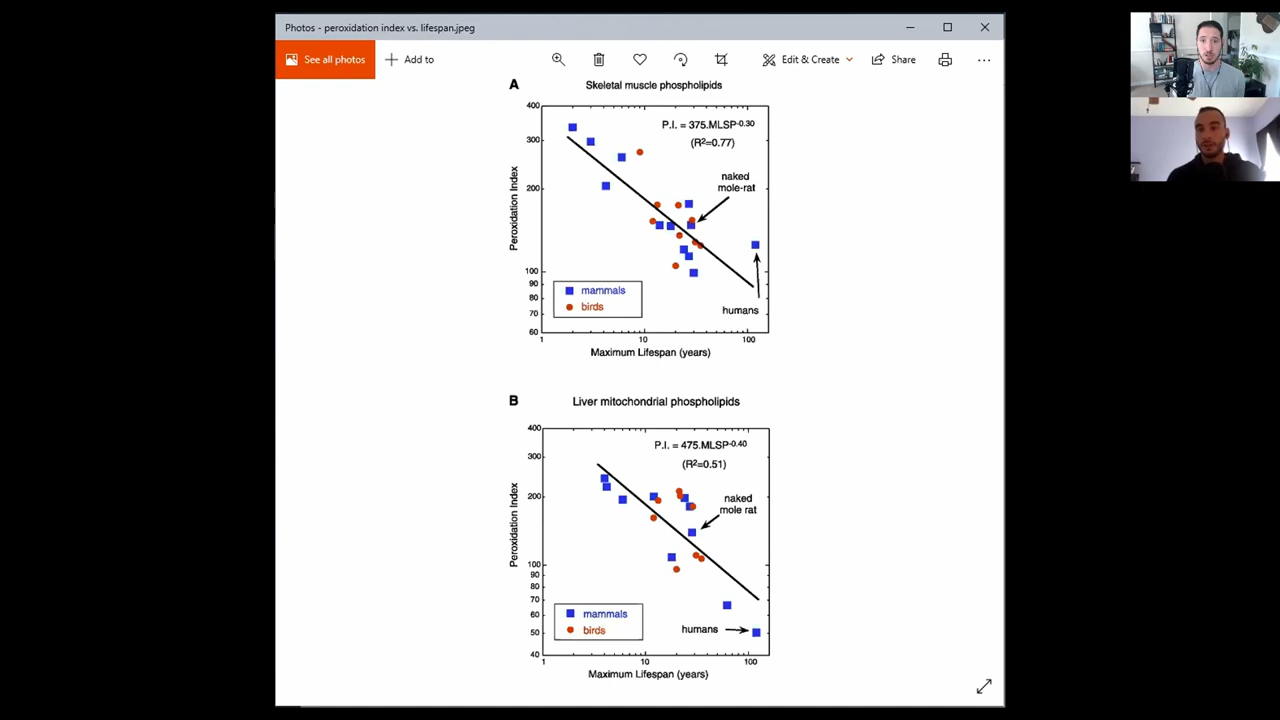 Photos - peroxidation index vs. lifespan.jpeg
See all photos
Add to
Edit & Create
Share
A
Skeletal muscle phospholipids
P.I. = 375.MLSP-0.30
(R2=0.77)
400
300
200
100
90
80
70
60
Peroxidation Index
naked
mole-rat
mammals
birds
humans
1
10
100
Maximum Lifespan (years)
B
Liver mitochondrial phospholipids
P.I. = 475.MLSP-0.40
(R2=0.51)
400
300
200
100
90
80
70
60
50
40
Peroxidation Index
naked
mole rat
mammals
birds
humans
1
10
100
Maximum Lifespan (years)